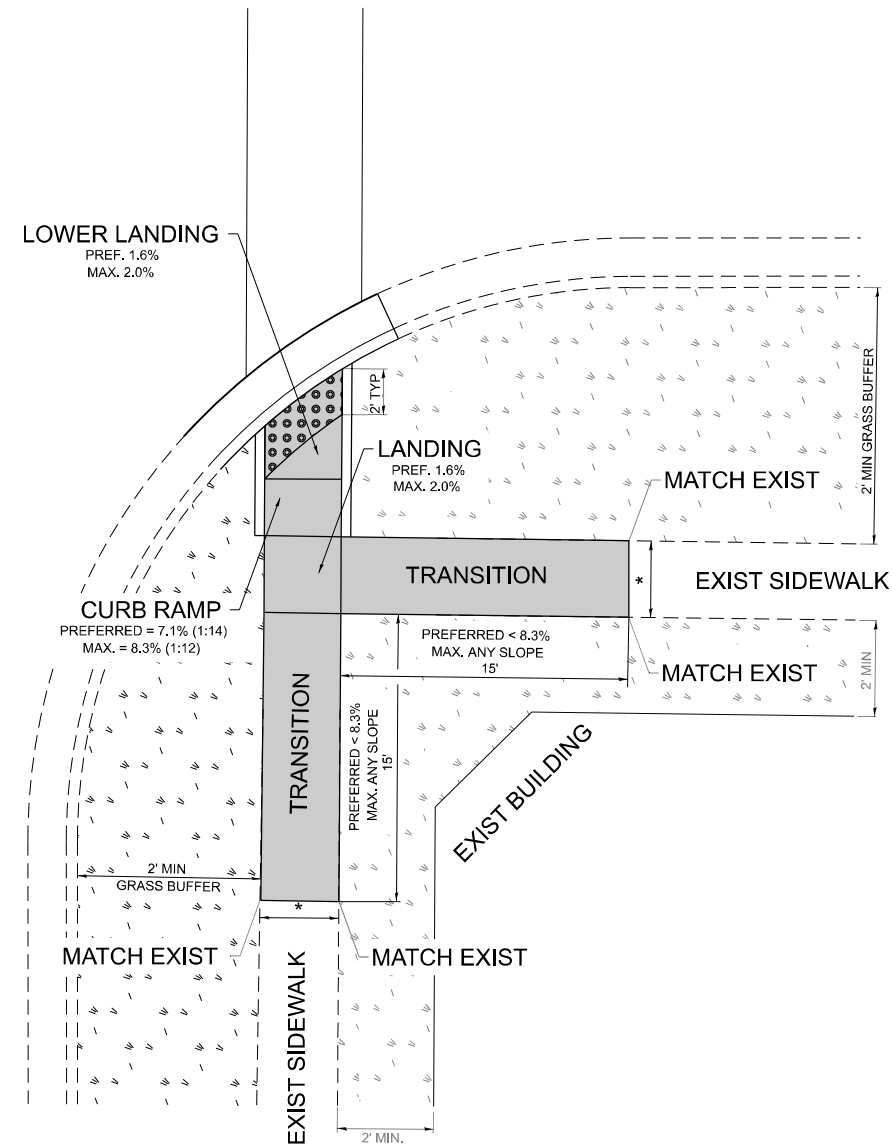 LOWER LANDING
PREF. 1.6%
MAX. 2.0%
2' TYP
2' MIN GRASS BUFFER
LANDING
PREF. 1.6%
MAX. 2.0%
MATCH EXIST
TRANSITION
*
EXIST SIDEWALK
CURB RAMP
PREFERRED = 7.1% (1:14)
MAX. = 8.3% (1:12)
PREFERRED < 8.3%
MAX. ANY SLOPE
15'
MATCH EXIST
2' MIN
TRANSITION
PREFERRED < 8.3%
MAX. ANY SLOPE
15'
EXIST BUILDING
2' MIN
GRASS BUFFER
*
MATCH EXIST
MATCH EXIST
EXIST SIDEWALK
2' MIN.